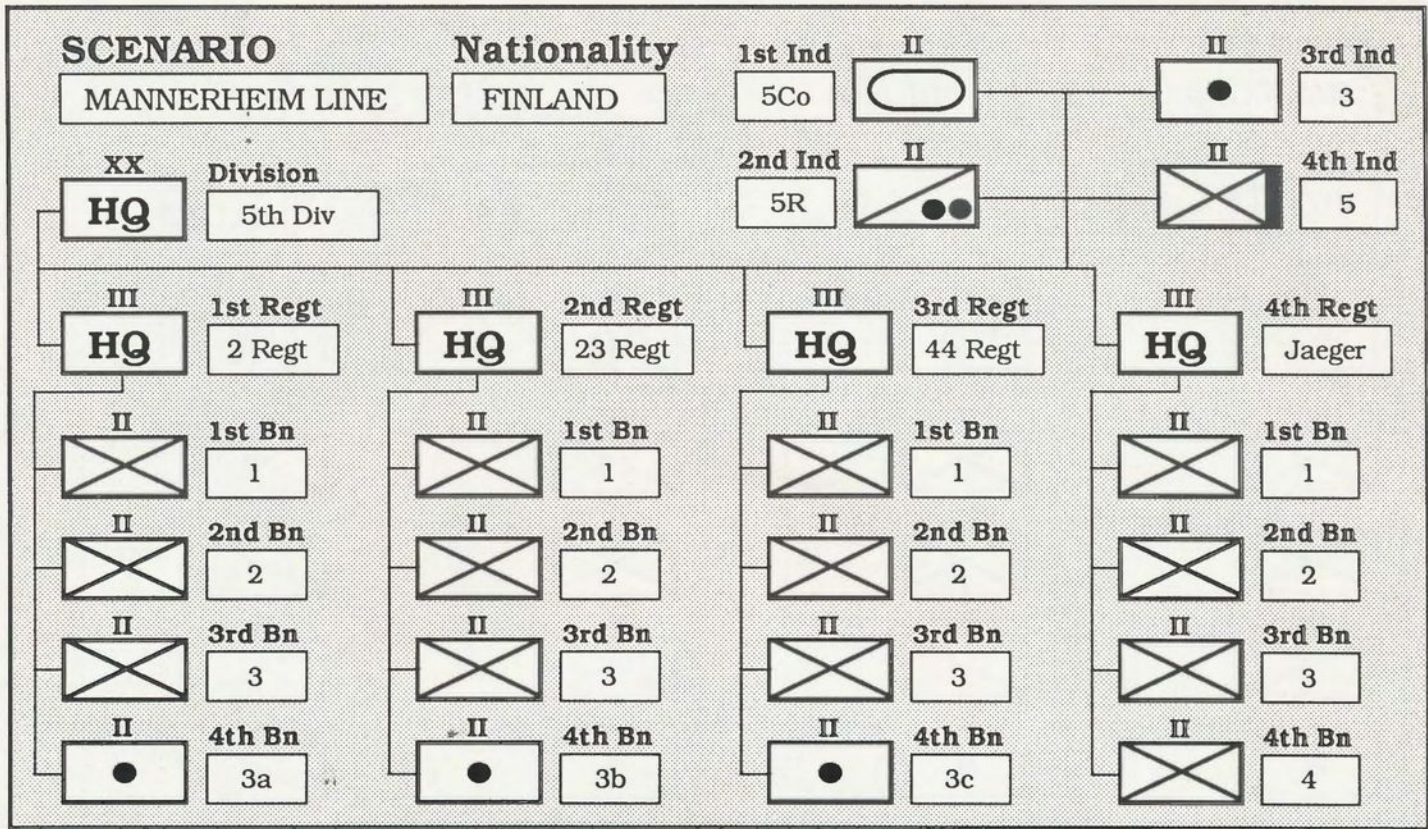 SCENARIO
Nationality
MANNERHEIM LINE
FINLAND
1st Ind
II
5Co
II
3rd Ind
3
2nd Ind
II
5R
II
4th Ind
5
XX
Division
HQ
5th Div
III
1st Regt
HQ
2 Regt
III
2nd Regt
HQ
23 Regt
III
3rd Regt
HQ
44 Regt
III
4th Regt
HQ
Jaeger
II
1st Bn
1
II
1st Bn
1
II
1st Bn
1
II
1st Bn
1
II
2nd Bn
2
II
2nd Bn
2
II
2nd Bn
2
II
2nd Bn
2
II
3rd Bn
3
II
3rd Bn
3
II
3rd Bn
3
II
3rd Bn
3
II
4th Bn
3a
II
4th Bn
3b
II
4th Bn
3c
II
4th Bn
4